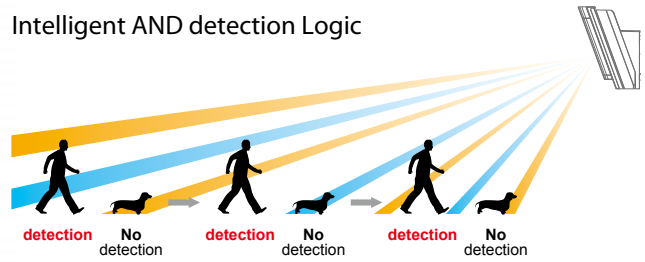 Intelligent AND detection Logic
detection No detection No detection No
detection detection detection